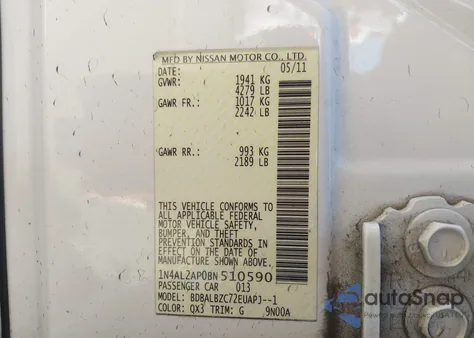 MFD BY NISSAN MOTOR CO., LTD.
DATE: 05/11
GVWR: 1941 KG
4279 LB
GAWR FR.: 1017 KG
2242 LB
GAWR RR.: 993 KG
2189 LB
THIS VEHICLE CONFORMS TO
ALL APPLICABLE FEDERAL
MOTOR VEHICLE SAFETY,
BUMPER, AND THEFT
PREVENTION STANDARDS
IN EFFECT ON THE DATE
OF MANUFACTURE SHOWN ABOVE.
1N4AL2AP0BN510590
PASSENGER CAR 013
MODEL: BDBALBZC72EUAPJ--1
COLOR: QX3 TRIM: G 9N00A
autoSnap